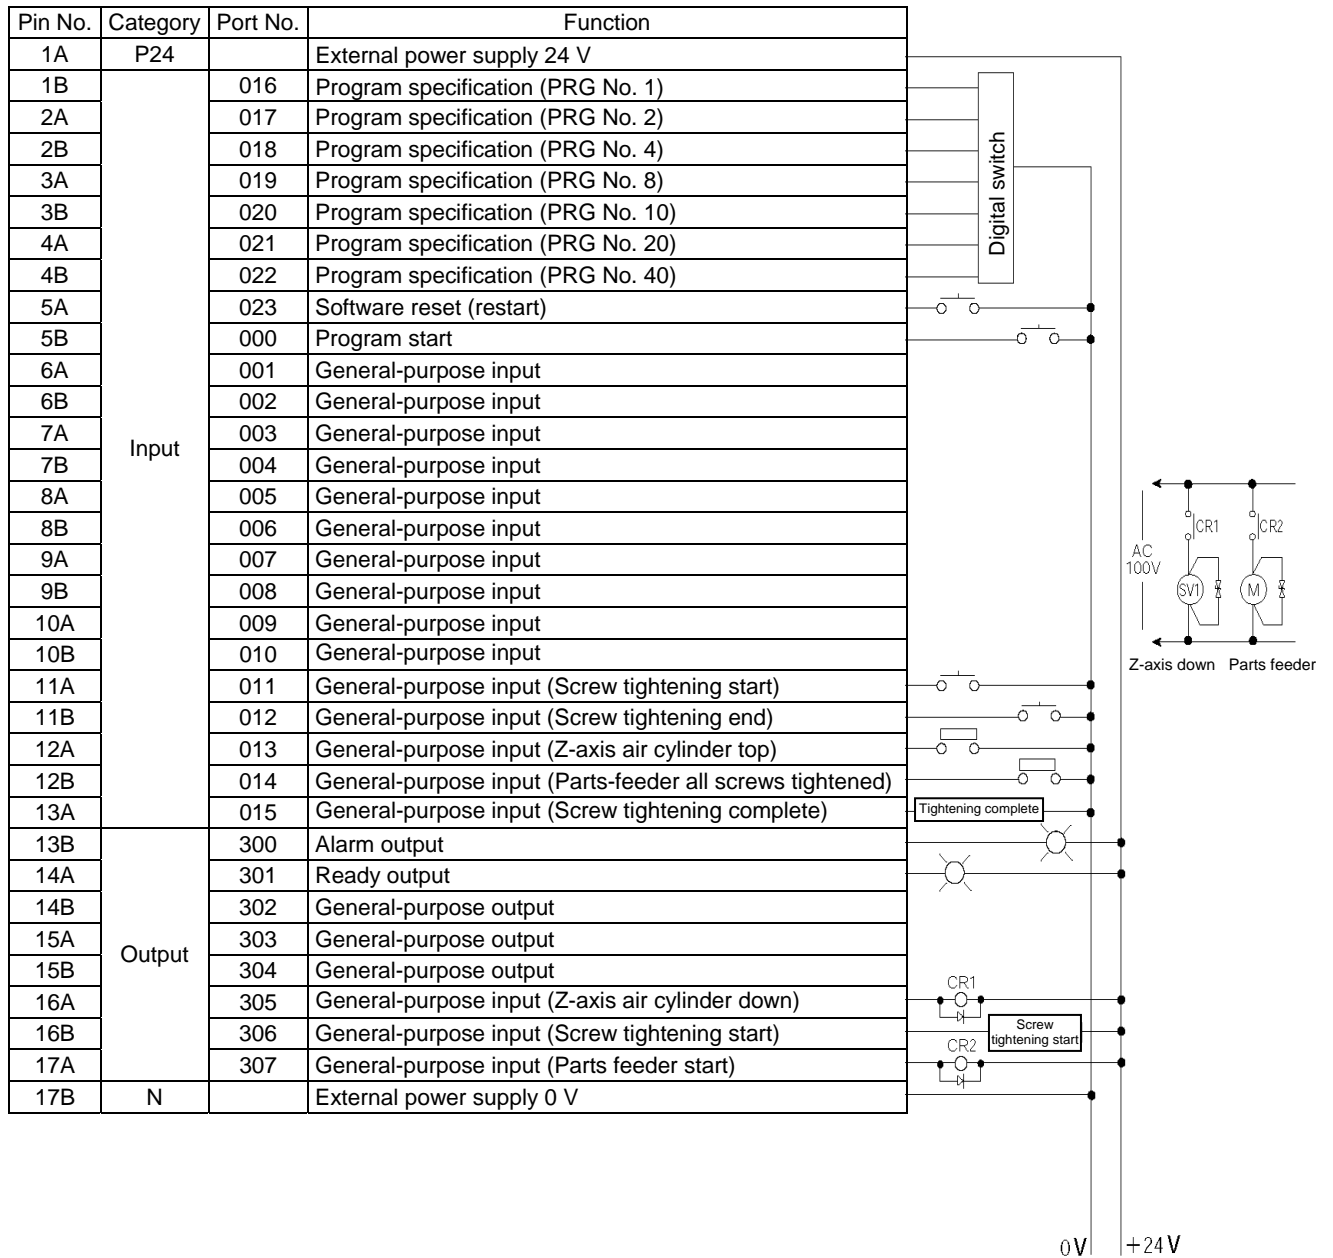 Pin No. Category Port No. Function
1A P24 External power supply 24 V
1B 016 Program specification (PRG No. 1)
2A 017 Program specification (PRG No. 2)
2B 018 Program specification (PRG No. 4)
3A 019 Program specification (PRG No. 8)
3B 020 Program specification (PRG No. 10)
4A 021 Program specification (PRG No. 20)
4B 022 Program specification (PRG No. 40)
Digital switch
5A 023 Software reset (restart)
5B 000 Program start
6A 001 General-purpose input
6B 002 General-purpose input
7A 003 General-purpose input
Input
7B 004 General-purpose input
8A 005 General-purpose input
8B 006 General-purpose input
9A 007 General-purpose input
9B 008 General-purpose input
10A 009 General-purpose input
10B 010 General-purpose input
CR1 CR2
AC
100V
SV1 M
Z-axis down Parts feeder
11A 011 General-purpose input (Screw tightening start)
11B 012 General-purpose input (Screw tightening end)
12A 013 General-purpose input (Z-axis air cylinder top)
12B 014 General-purpose input (Parts-feeder all screws tightened)
13A 015 General-purpose input (Screw tightening complete) Tightening complete
13B 300 Alarm output
14A 301 Ready output
14B 302 General-purpose output
15A 303 General-purpose output
Output
15B 304 General-purpose output
CR1
16A 305 General-purpose input (Z-axis air cylinder down)
16B 306 General-purpose input (Screw tightening start)
Screw
tightening start
CR2
17A 307 General-purpose input (Parts feeder start)
17B N External power supply 0 V
0V +24V